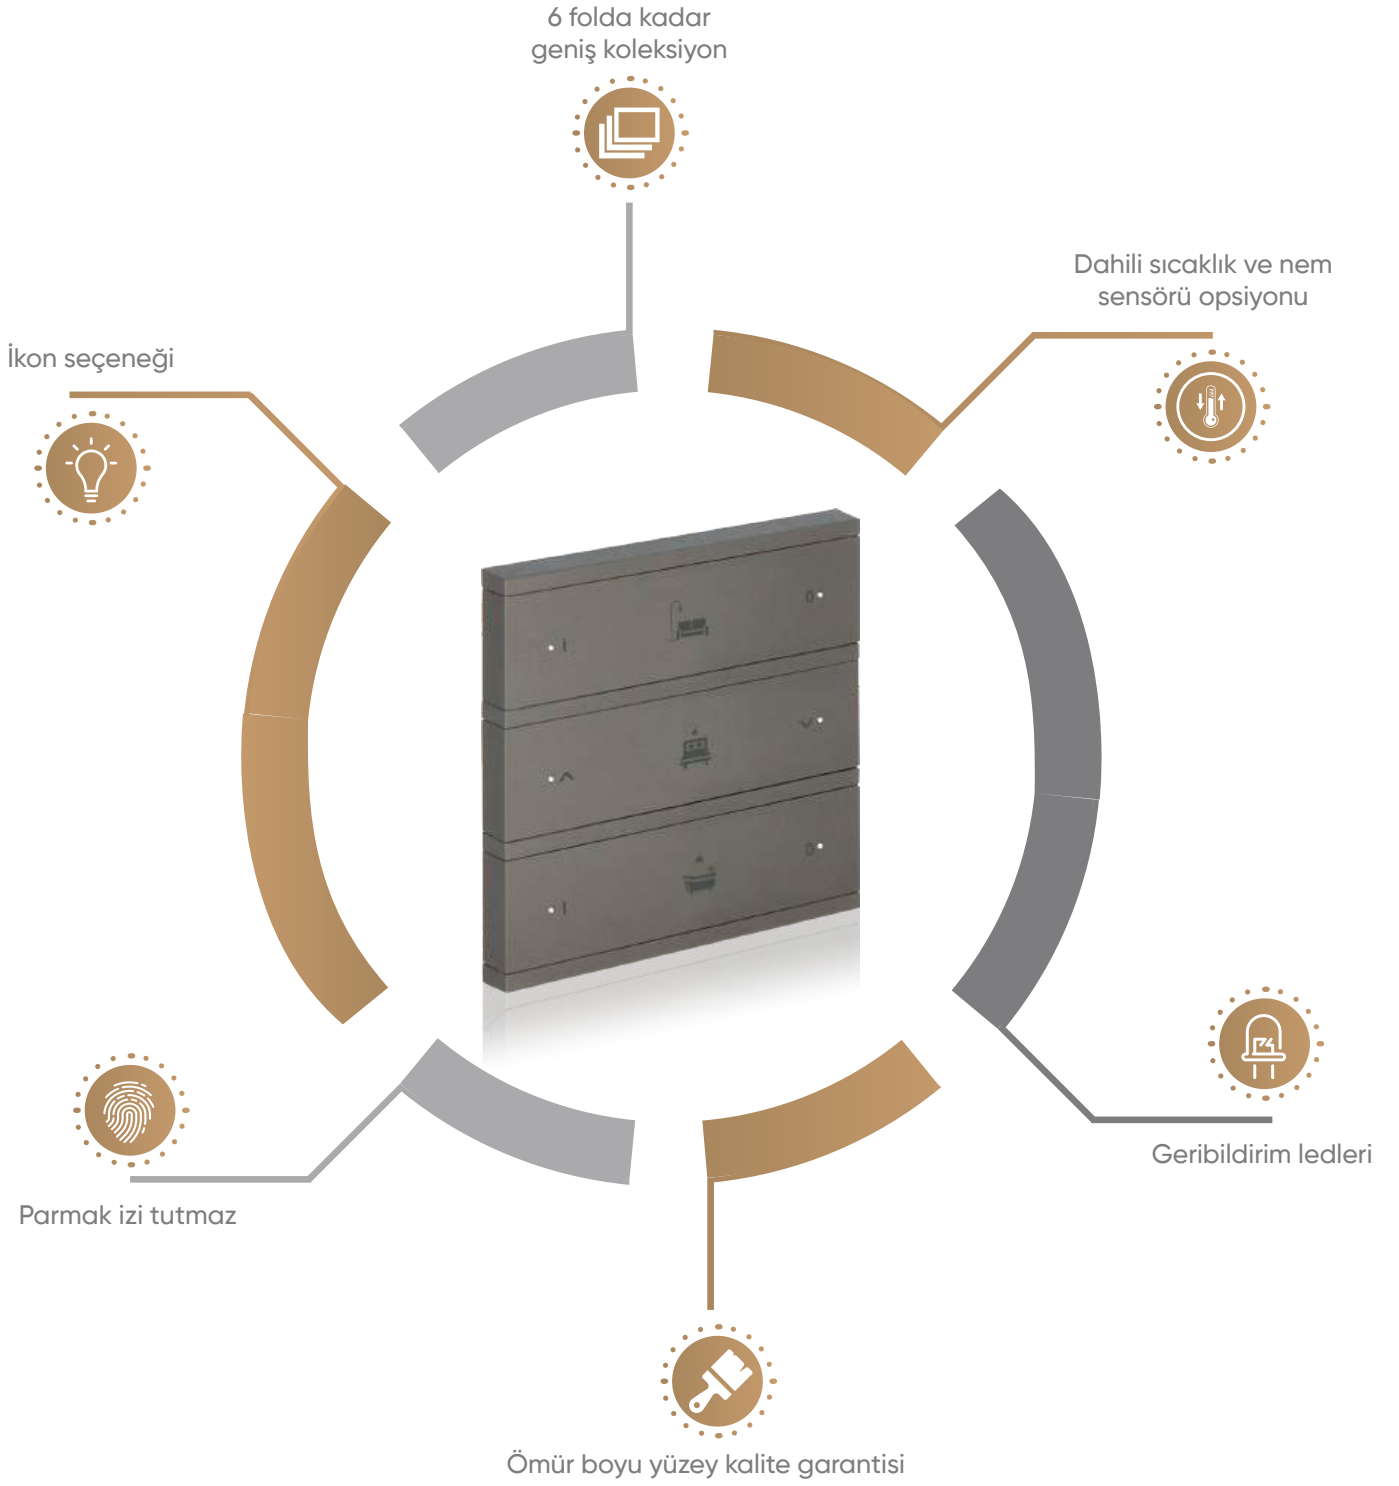 6 folda kadar
geniş koleksiyon
Dahili sıcaklık ve nem
sensörü opsiyonu
İkon seçeneği
Geribildirim ledleri
Parmak izi tutmaz
Ömür boyu yüzey kalite garantisi